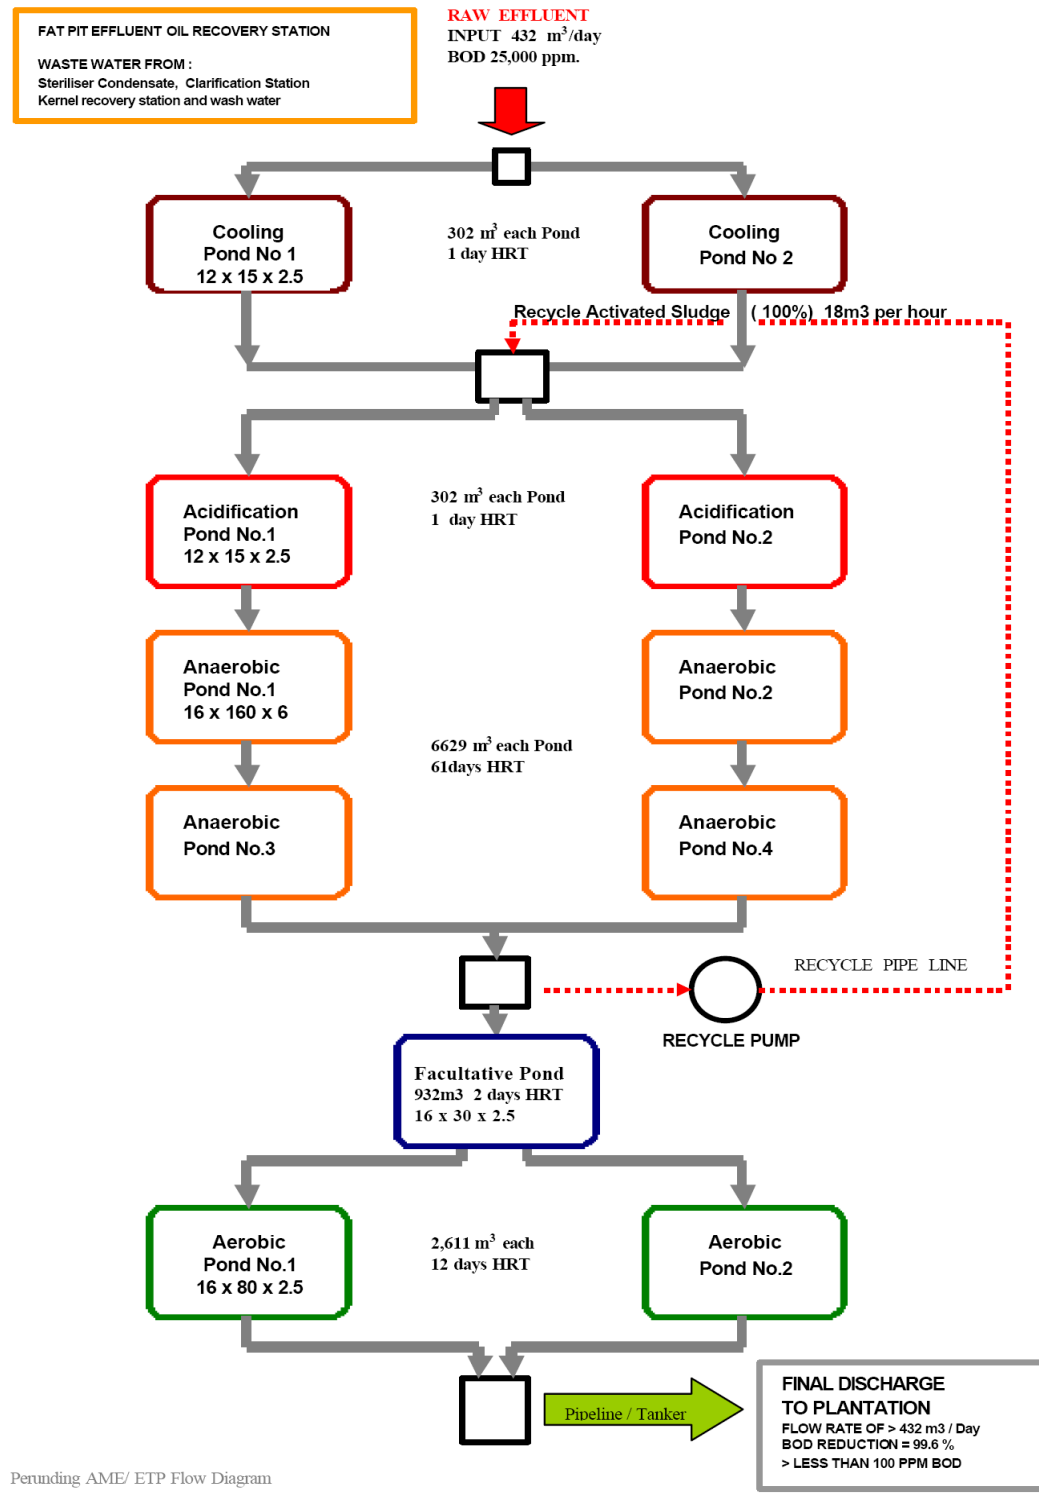 FAT PIT EFFLUENT OIL RECOVERY STATION
WASTE WATER FROM :
Steriliser Condensate, Clarification Station
Kernel recovery station and wash water
RAW EFFLUENT
INPUT 432 m³/day
BOD 25,000 ppm.
Cooling
Pond No 1
12 x 15 x 2.5
302 m³ each Pond
1 day HRT
Cooling
Pond No 2
Recycle Activated Sludge ( 100%) 18m3 per hour
Acidification
Pond No.1
12 x 15 x 2.5
302 m³ each Pond
1 day HRT
Acidification
Pond No.2
Anaerobic
Pond No.1
16 x 160 x 6
Anaerobic
Pond No.2
6629 m³ each Pond
61days HRT
Anaerobic
Pond No.3
Anaerobic
Pond No.4
RECYCLE PIPE LINE
RECYCLE PUMP
Facultative Pond
932m3 2 days HRT
16 x 30 x 2.5
Aerobic
Pond No.1
16 x 80 x 2.5
2,611 m³ each
12 days HRT
Aerobic
Pond No.2
Pipeline / Tanker
FINAL DISCHARGE
TO PLANTATION
FLOW RATE OF > 432 m3 / Day
BOD REDUCTION = 99.6 %
> LESS THAN 100 PPM BOD
Perunding AME/ ETP Flow Diagram